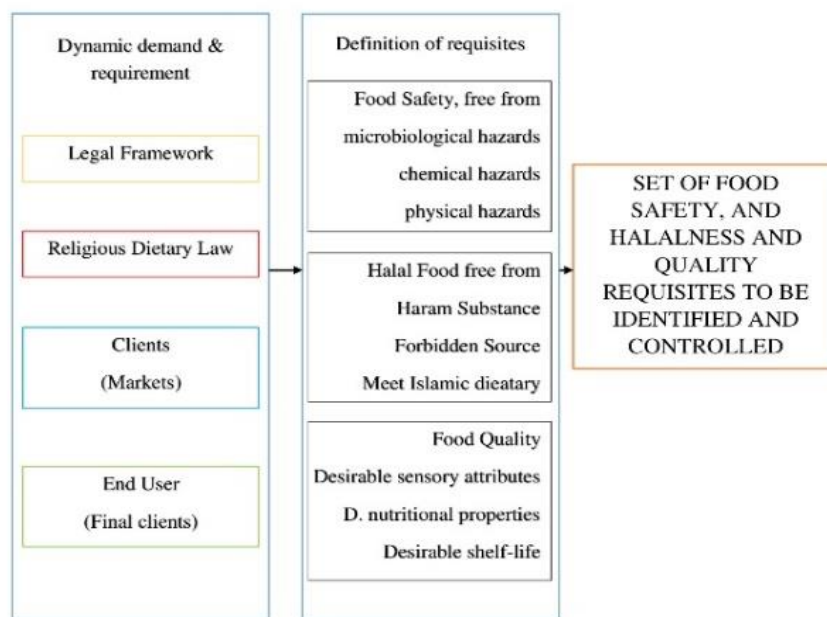 Dynamic demand &
requirement
Legal Framework
Religious Dietary Law
Clients
(Markets)
End User
(Final clients)
Definition of requisites
Food Safety, free from
microbiological hazards
chemical hazards
physical hazards
Halal Food free from
Haram Substance
Forbidden Source
Meet Islamic dieatary
Food Quality
Desirable sensory attributes
D. nutritional properties
Desirable shelf-life
SET OF FOOD
SAFETY, AND
HALALNESS AND
QUALITY
REQUISITES TO BE
IDENTIFIED AND
CONTROLLED